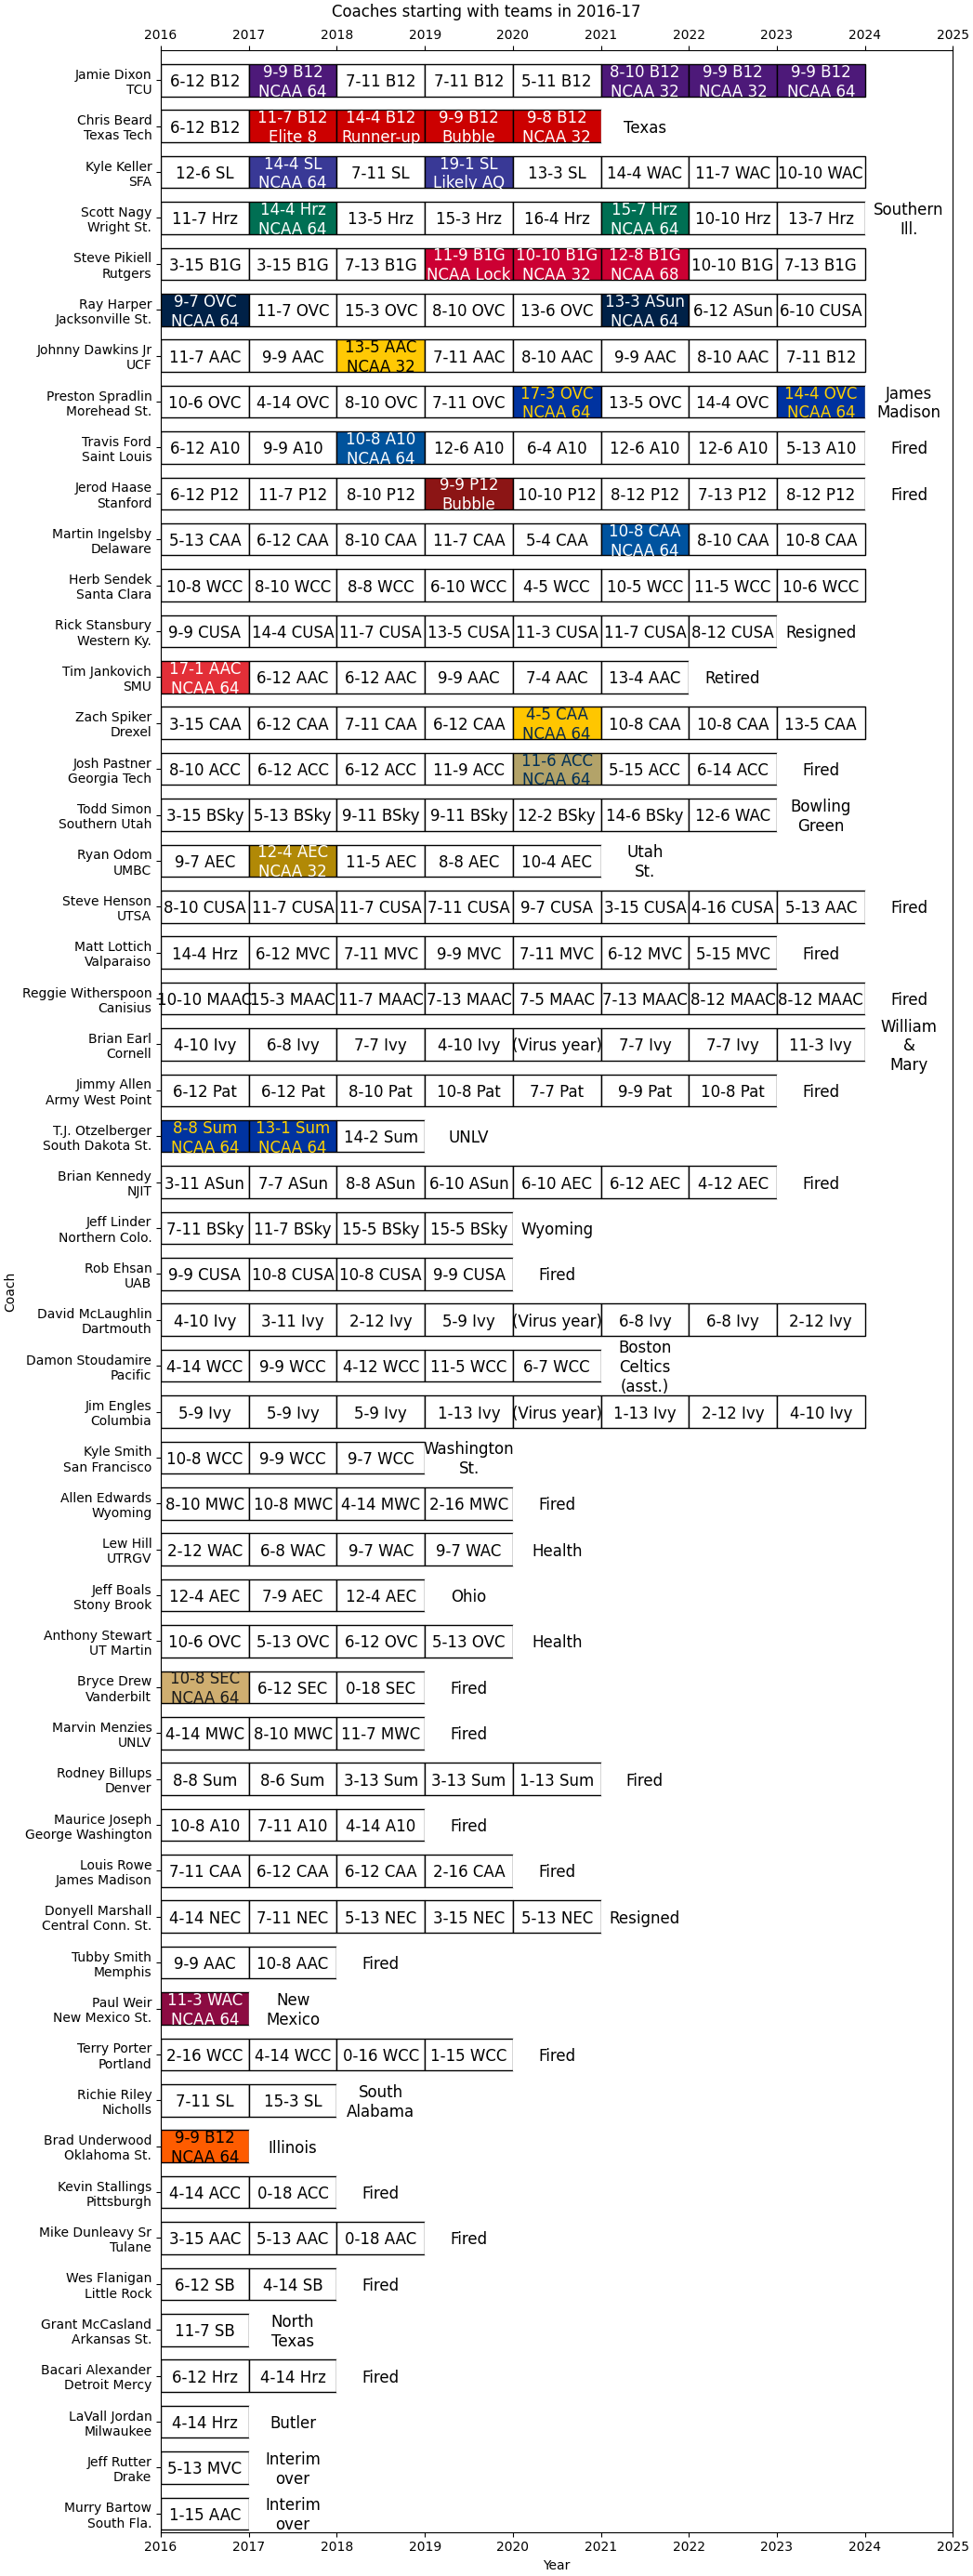 Coaches starting with teams in 2016-17
2016 2017 2018 2019 2020 2021 2022 2023 2024 2025
Jamie Dixon
TCU
6-12 B12
9-9 B12
NCAA 64
7-11 B12
7-11 B12
5-11 B12
8-10 B12
NCAA 32
9-9 B12
NCAA 32
9-9 B12
NCAA 64
Chris Beard
Texas Tech
6-12 B12
11-7 B12
Elite 8
14-4 B12
Runner-up
9-9 B12
Bubble
9-8 B12
NCAA 32
Texas
Kyle Keller
SFA
12-6 SL
14-4 SL
NCAA 64
7-11 SL
19-1 SL
Likely AQ
13-3 SL
14-4 WAC
11-7 WAC
10-10 WAC
Scott Nagy
Wright St.
11-7 Hrz
14-4 Hrz
NCAA 64
13-5 Hrz
15-3 Hrz
16-4 Hrz
15-7 Hrz
NCAA 64
10-10 Hrz
13-7 Hrz
Southern
Ill.
Steve Pikiell
Rutgers
3-15 B1G
3-15 B1G
7-13 B1G
11-9 B1G
NCAA Lock
10-10 B1G
NCAA 32
12-8 B1G
NCAA 68
10-10 B1G
7-13 B1G
Ray Harper
Jacksonville St.
9-7 OVC
NCAA 64
11-7 OVC
15-3 OVC
8-10 OVC
13-6 OVC
13-3 ASun
NCAA 64
6-12 ASun
6-10 CUSA
Johnny Dawkins Jr
UCF
11-7 AAC
9-9 AAC
13-5 AAC
NCAA 32
7-11 AAC
8-10 AAC
9-9 AAC
8-10 AAC
7-11 B12
Preston Spradlin
Morehead St.
10-6 OVC
4-14 OVC
8-10 OVC
7-11 OVC
17-3 OVC
NCAA 64
13-5 OVC
14-4 OVC
14-4 OVC
NCAA 64
James
Madison
Travis Ford
Saint Louis
6-12 A10
9-9 A10
10-8 A10
NCAA 64
12-6 A10
6-4 A10
12-6 A10
12-6 A10
5-13 A10
Fired
Jerod Haase
Stanford
6-12 P12
11-7 P12
8-10 P12
9-9 P12
Bubble
10-10 P12
8-12 P12
7-13 P12
8-12 P12
Fired
Martin Ingelsby
Delaware
5-13 CAA
6-12 CAA
8-10 CAA
11-7 CAA
5-4 CAA
10-8 CAA
NCAA 64
8-10 CAA
10-8 CAA
Herb Sendek
Santa Clara
10-8 WCC
8-10 WCC
8-8 WCC
6-10 WCC
4-5 WCC
10-5 WCC
11-5 WCC
10-6 WCC
Rick Stansbury
Western Ky.
9-9 CUSA
14-4 CUSA
11-7 CUSA
13-5 CUSA
11-3 CUSA
11-7 CUSA
8-12 CUSA
Resigned
Tim Jankovich
SMU
17-1 AAC
NCAA 64
6-12 AAC
6-12 AAC
9-9 AAC
7-4 AAC
13-4 AAC
Retired
Zach Spiker
Drexel
3-15 CAA
6-12 CAA
7-11 CAA
6-12 CAA
4-5 CAA
NCAA 64
10-8 CAA
10-8 CAA
13-5 CAA
Josh Pastner
Georgia Tech
8-10 ACC
6-12 ACC
6-12 ACC
11-9 ACC
11-6 ACC
NCAA 64
5-15 ACC
6-14 ACC
Fired
Todd Simon
Southern Utah
3-15 BSky
5-13 BSky
9-11 BSky
9-11 BSky
12-2 BSky
14-6 BSky
12-6 WAC
Bowling
Green
Ryan Odom
UMBC
9-7 AEC
12-4 AEC
NCAA 32
11-5 AEC
8-8 AEC
10-4 AEC
Utah
St.
Steve Henson
UTSA
8-10 CUSA
11-7 CUSA
11-7 CUSA
7-11 CUSA
9-7 CUSA
3-15 CUSA
4-16 CUSA
5-13 AAC
Fired
Matt Lottich
Valparaiso
14-4 Hrz
6-12 MVC
7-11 MVC
9-9 MVC
7-11 MVC
6-12 MVC
5-15 MVC
Fired
Reggie Witherspoon
Canisius
10-10 MAAC
15-3 MAAC
11-7 MAAC
7-13 MAAC
7-5 MAAC
7-13 MAAC
8-12 MAAC
8-12 MAAC
Fired
Brian Earl
Cornell
4-10 Ivy
6-8 Ivy
7-7 Ivy
4-10 Ivy
(Virus year)
7-7 Ivy
7-7 Ivy
11-3 Ivy
William
&
Mary
Jimmy Allen
Army West Point
6-12 Pat
6-12 Pat
8-10 Pat
10-8 Pat
7-7 Pat
9-9 Pat
10-8 Pat
Fired
T.J. Otzelberger
South Dakota St.
8-8 Sum
NCAA 64
13-1 Sum
NCAA 64
14-2 Sum
UNLV
Brian Kennedy
NJIT
3-11 ASun
7-7 ASun
8-8 ASun
6-10 ASun
6-10 AEC
6-12 AEC
4-12 AEC
Fired
Jeff Linder
Northern Colo.
7-11 BSky
11-7 BSky
15-5 BSky
15-5 BSky
Wyoming
Rob Ehsan
UAB
9-9 CUSA
10-8 CUSA
10-8 CUSA
9-9 CUSA
Fired
David McLaughlin
Dartmouth
4-10 Ivy
3-11 Ivy
2-12 Ivy
5-9 Ivy
(Virus year)
6-8 Ivy
6-8 Ivy
2-12 Ivy
Damon Stoudamire
Pacific
4-14 WCC
9-9 WCC
4-12 WCC
11-5 WCC
6-7 WCC
Boston
Celtics
(asst.)
Jim Engles
Columbia
5-9 Ivy
5-9 Ivy
5-9 Ivy
1-13 Ivy
(Virus year)
1-13 Ivy
2-12 Ivy
4-10 Ivy
Kyle Smith
San Francisco
10-8 WCC
9-9 WCC
9-7 WCC
Washington
St.
Allen Edwards
Wyoming
8-10 MWC
10-8 MWC
4-14 MWC
2-16 MWC
Fired
Lew Hill
UTRGV
2-12 WAC
6-8 WAC
9-7 WAC
9-7 WAC
Health
Jeff Boals
Stony Brook
12-4 AEC
7-9 AEC
12-4 AEC
Ohio
Anthony Stewart
UT Martin
10-6 OVC
5-13 OVC
6-12 OVC
5-13 OVC
Health
Bryce Drew
Vanderbilt
10-8 SEC
NCAA 64
6-12 SEC
0-18 SEC
Fired
Marvin Menzies
UNLV
4-14 MWC
8-10 MWC
11-7 MWC
Fired
Rodney Billups
Denver
8-8 Sum
8-6 Sum
3-13 Sum
3-13 Sum
1-13 Sum
Fired
Maurice Joseph
George Washington
10-8 A10
7-11 A10
4-14 A10
Fired
Louis Rowe
James Madison
7-11 CAA
6-12 CAA
6-12 CAA
2-16 CAA
Fired
Donyell Marshall
Central Conn. St.
4-14 NEC
7-11 NEC
5-13 NEC
3-15 NEC
5-13 NEC
Resigned
Tubby Smith
Memphis
9-9 AAC
10-8 AAC
Fired
Paul Weir
New Mexico St.
11-3 WAC
NCAA 64
New
Mexico
Terry Porter
Portland
2-16 WCC
4-14 WCC
0-16 WCC
1-15 WCC
Fired
Richie Riley
Nicholls
7-11 SL
15-3 SL
South
Alabama
Brad Underwood
Oklahoma St.
9-9 B12
NCAA 64
Illinois
Kevin Stallings
Pittsburgh
4-14 ACC
0-18 ACC
Fired
Mike Dunleavy Sr
Tulane
3-15 AAC
5-13 AAC
0-18 AAC
Fired
Wes Flanigan
Little Rock
6-12 SB
4-14 SB
Fired
Grant McCasland
Arkansas St.
11-7 SB
North
Texas
Bacari Alexander
Detroit Mercy
6-12 Hrz
4-14 Hrz
Fired
LaVall Jordan
Milwaukee
4-14 Hrz
Butler
Jeff Rutter
Drake
5-13 MVC
Interim
over
Murry Bartow
South Fla.
1-15 AAC
Interim
over
Coach
2016 2017 2018 2019 2020 2021 2022 2023 2024 2025
Year